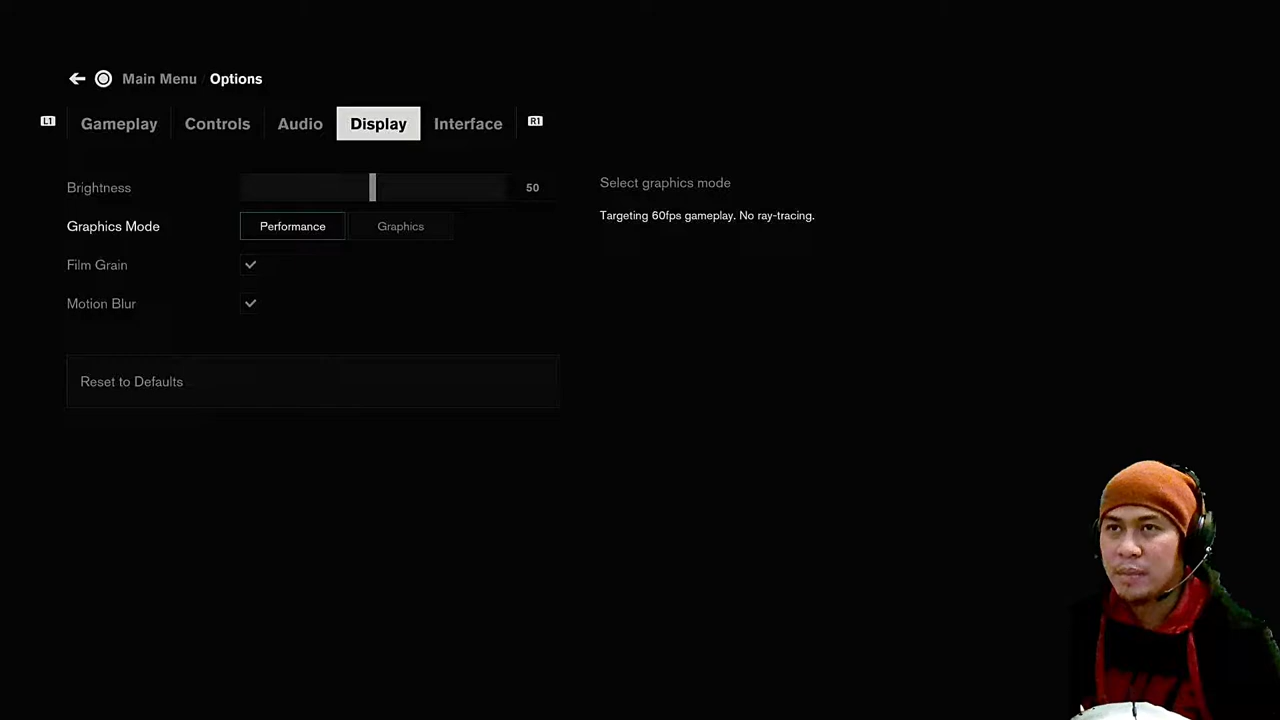 Main Menu / Options
L1 Gameplay Controls Audio Display Interface R1
Brightness 50
Graphics Mode Performance Graphics
Film Grain
Motion Blur
Reset to Defaults
Select graphics mode
Targeting 60fps gameplay. No ray-tracing.